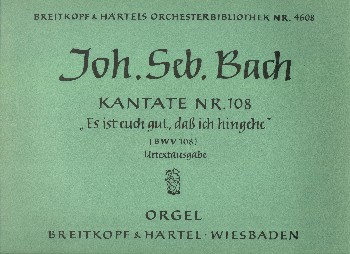 BREITKOPF & HÄRTELS ORCHESTERBIBLIOTHEK NR. 4608
Joh. Seb. Bach
KANTATE NR. 108
„Es ist euch gut, daß ich hingehe“
(BWV 108)
Urtextausgabe
ORGEL
BREITKOPF & HÄRTEL · WIESBADEN